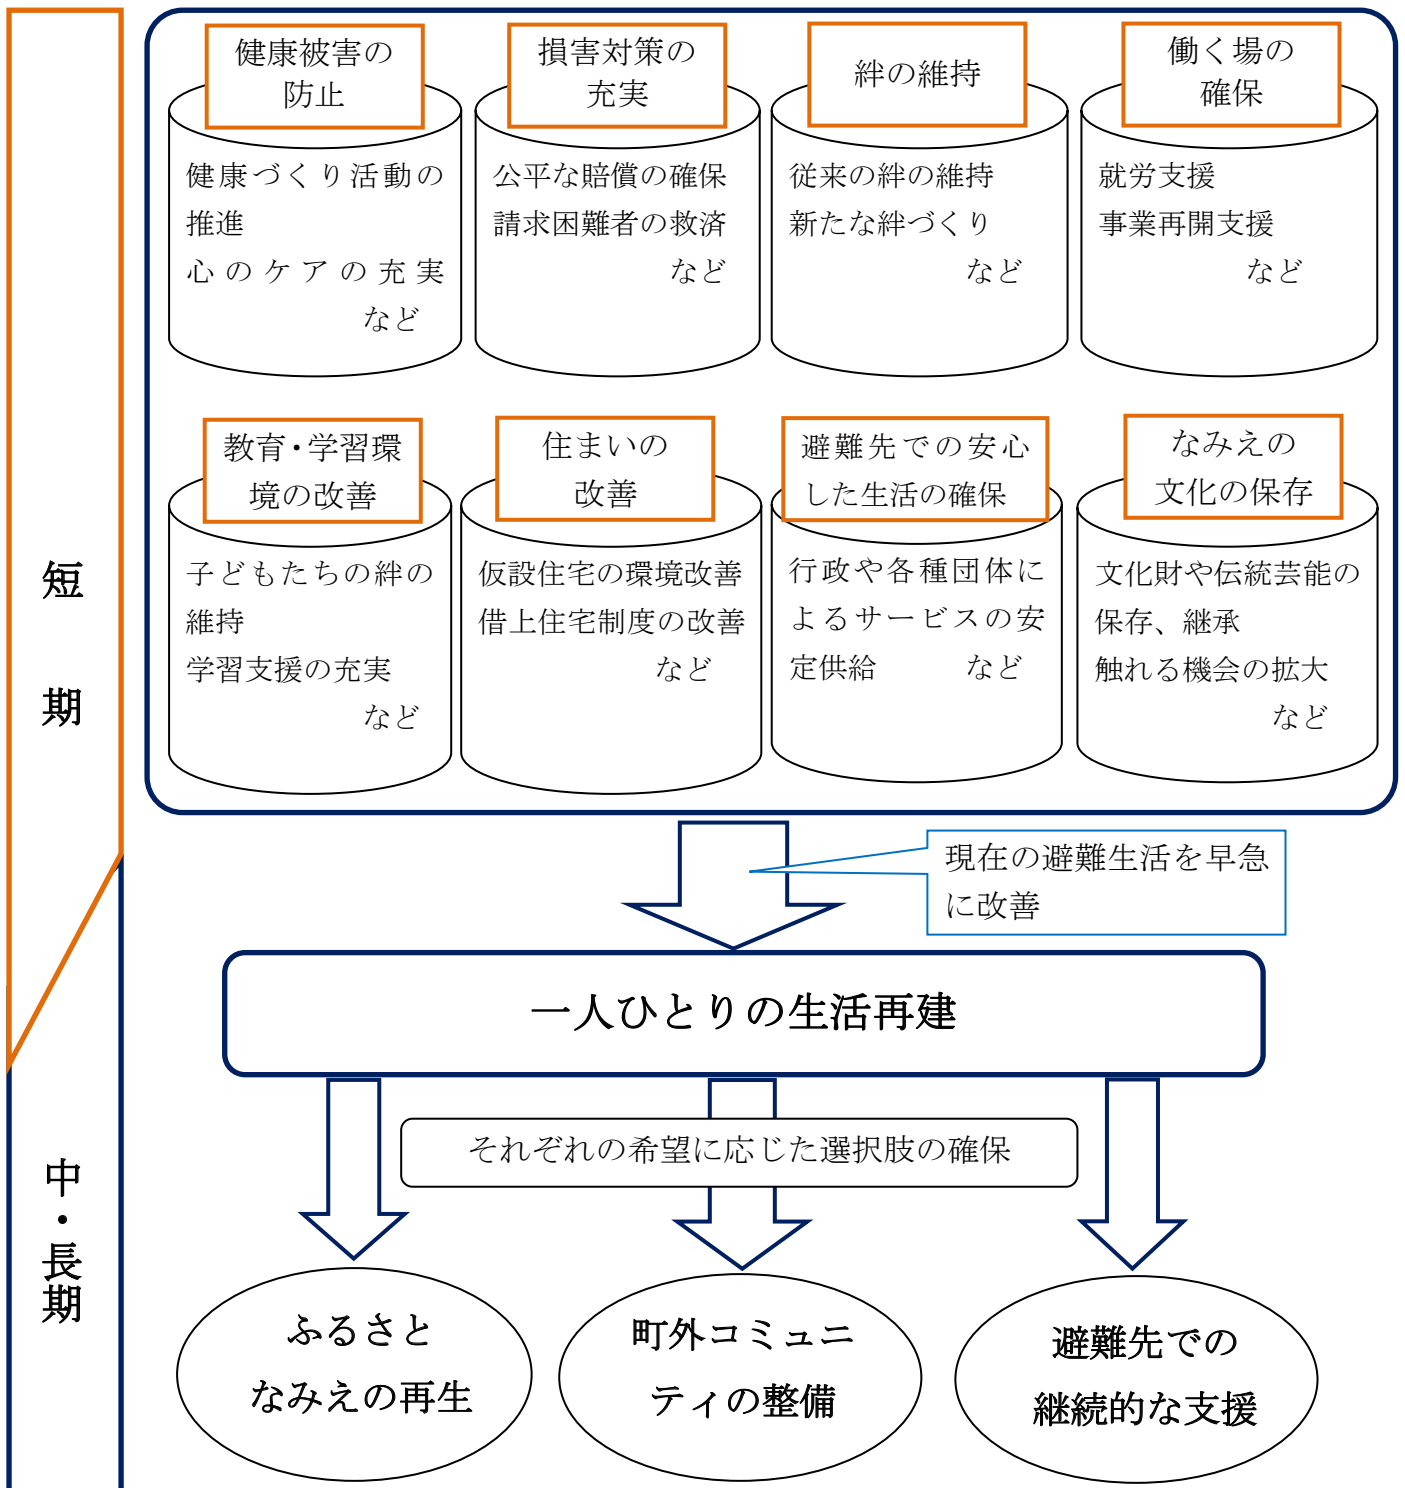 短
期
健康被害の
防止
健康づくり活動の
推進
心のケアの充実
など
損害対策の
充実
公平な賠償の確保
請求困難者の救済
など
絆の維持
従来の絆の維持
新たな絆づくり
など
働く場の
確保
就労支援
事業再開支援
など
教育・学習環
境の改善
子どもたちの絆の
維持
学習支援の充実
など
住まいの
改善
仮設住宅の環境改善
借上住宅制度の改善
など
避難先での安心
した生活の確保
行政や各種団体に
よるサービスの安
定供給 など
なみえの
文化の保存
文化財や伝統芸能の
保存、継承
触れる機会の拡大
など
現在の避難生活を早急
に改善
一人ひとりの生活再建
中・長期
それぞれの希望に応じた選択肢の確保
ふるさと
なみえの再生
町外コミュニ
ティの整備
避難先での
継続的な支援